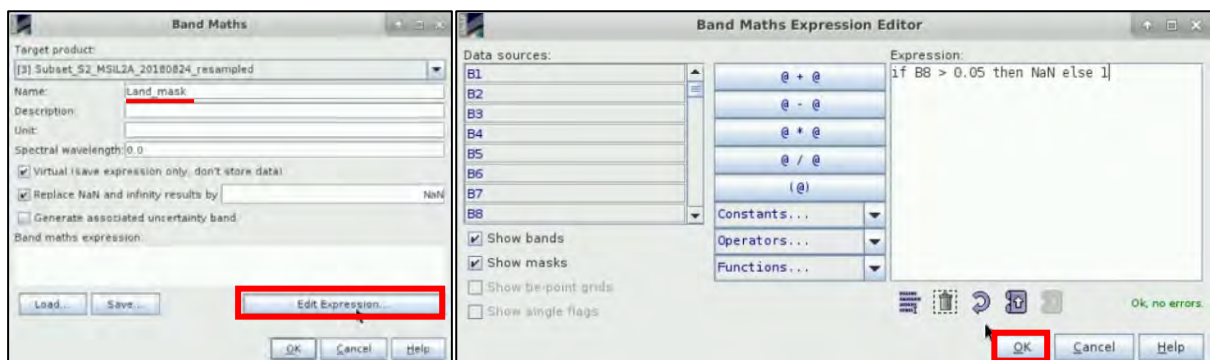 Band Maths
Target product:
[3] Subset_S2_MSIL2A_20180824_resampled
Name: Land_mask
Description:
Unit:
Spectral wavelength: 0.0
Virtual (save expression only, don't store data)
Replace NaN and infinity results by NaN
Generate associated uncertainty band
Band maths expression:
Load... Save... Edit Expression...
OK Cancel Help
Band Maths Expression Editor
Data sources: Expression:
B1 @ + @ if B8 > 0.05 then NaN else 1
B2
B3 @ - @
B4 @ * @
B5
B6 @ / @
B7 (@)
B8 Constants...
Show bands Operators...
Show masks Functions...
Show tie-point grids
Show single flags
Ok, no errors.
OK Cancel Help